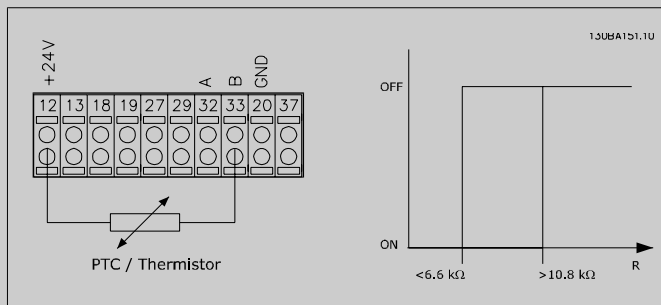 130BA151.10
+24V
A
B
GND
12 13 18 19 27 29 32 33 20 37
PTC / Thermistor
OFF
ON
<6.6 kΩ
>10.8 kΩ
R